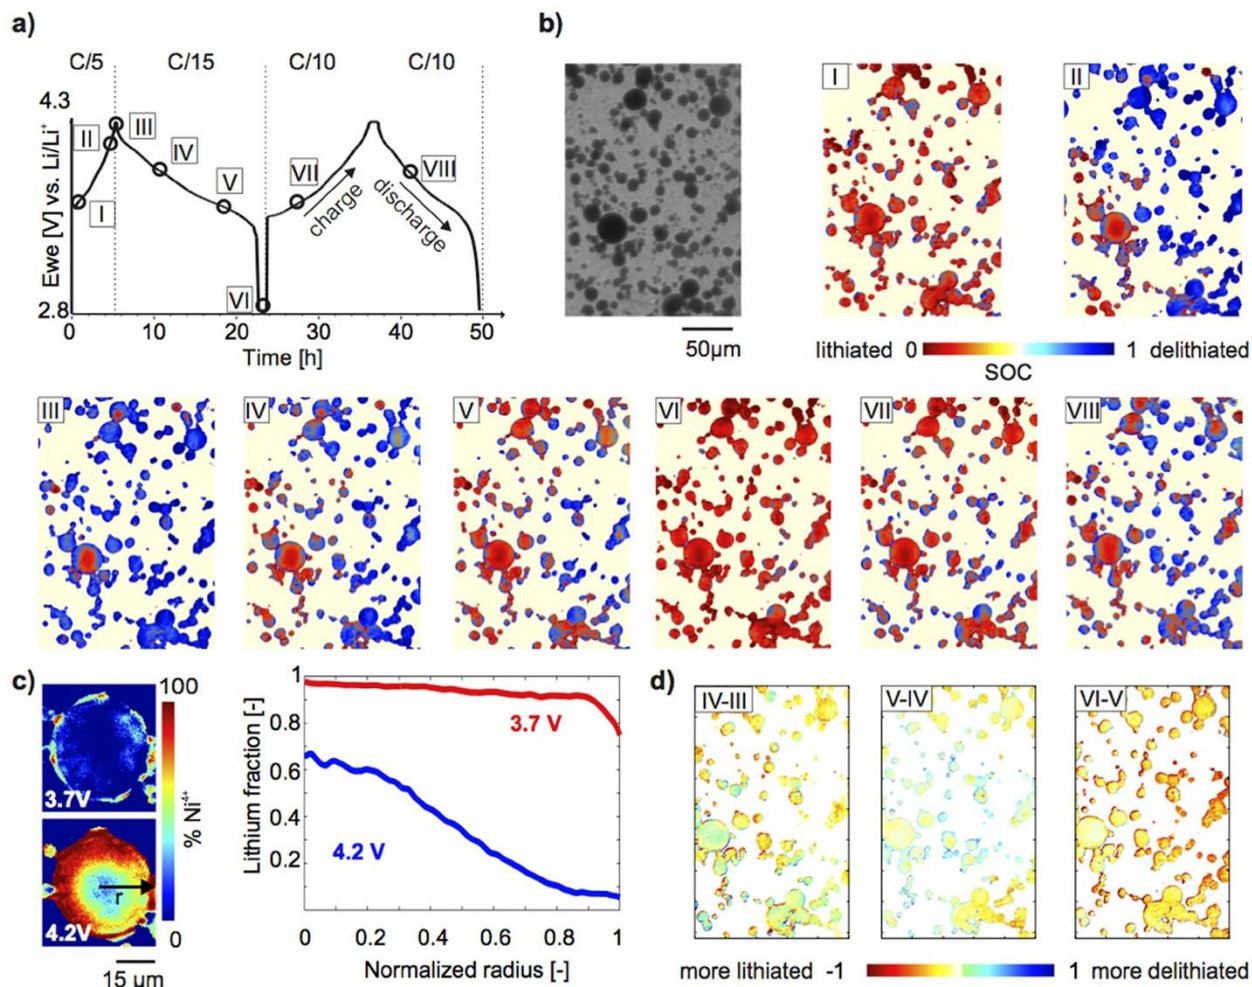 a)
C/5
C/15
C/10
C/10
4.3
Ewe [V] vs. Li/Li⁺
2.8
I
II
III
IV
V
VI
VII
VIII
charge
discharge
0
10
20
30
40
50
Time [h]
b)
50μm
I
II
lithiated 0
1 delithiated
SOC
III
IV
V
VI
VII
VIII
c)
3.7V
4.2V
r
15 μm
100
% Ni⁴⁺
0
Lithium fraction [-]
1
0.8
0.6
0.4
0.2
3.7 V
4.2 V
0
0.2
0.4
0.6
0.8
1
Normalized radius [-]
d)
IV-III
V-IV
VI-V
more lithiated -1
1 more delithiated